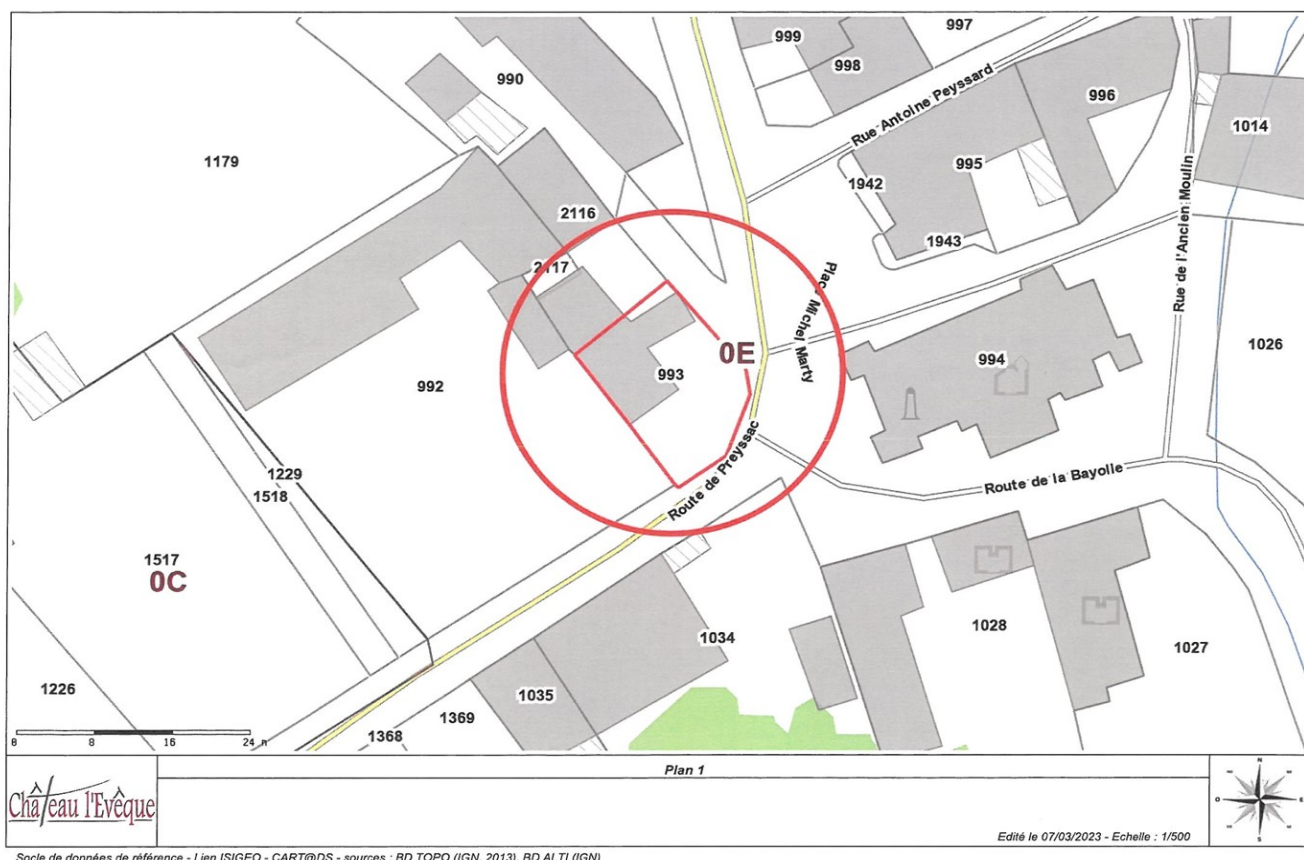 999
997
998
990
Rue Antoine Peyssard
996
1014
1179
995
1942
2116
1943
Rue de l'Ancien Moulin
2117
Place Michel Marty
0E
994
1026
993
992
Route de Preyssac
Route de la Bayolle
1229
1518
1517
0C
1034
1028
1027
1226
1035
1369
1368
8 16 24
Plan 1
Château l'Evêque
N
O E
S
Edité le 07/03/2023 - Echelle : 1/500
Socle de données de référence - Lien ISIGEO - CART@DS - sources : BD TOPO (IGN, 2013), BD ALTI (IGN)